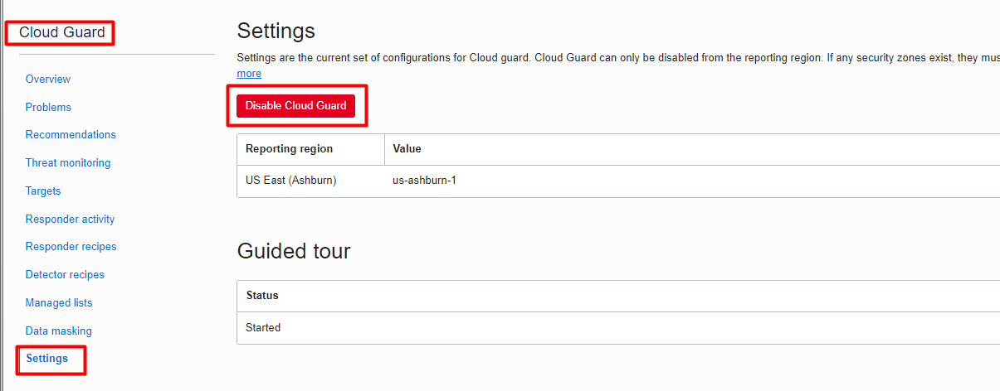 Cloud Guard
Overview
Problems
Recommendations
Threat monitoring
Targets
Responder activity
Responder recipes
Detector recipes
Managed lists
Data masking
Settings
Settings
Settings are the current set of configurations for Cloud guard. Cloud Guard can only be disabled from the reporting region. If any security zones exist, they mus
more
Disable Cloud Guard
Reporting region Value
US East (Ashburn) us-ashburn-1
Guided tour
Status
Started